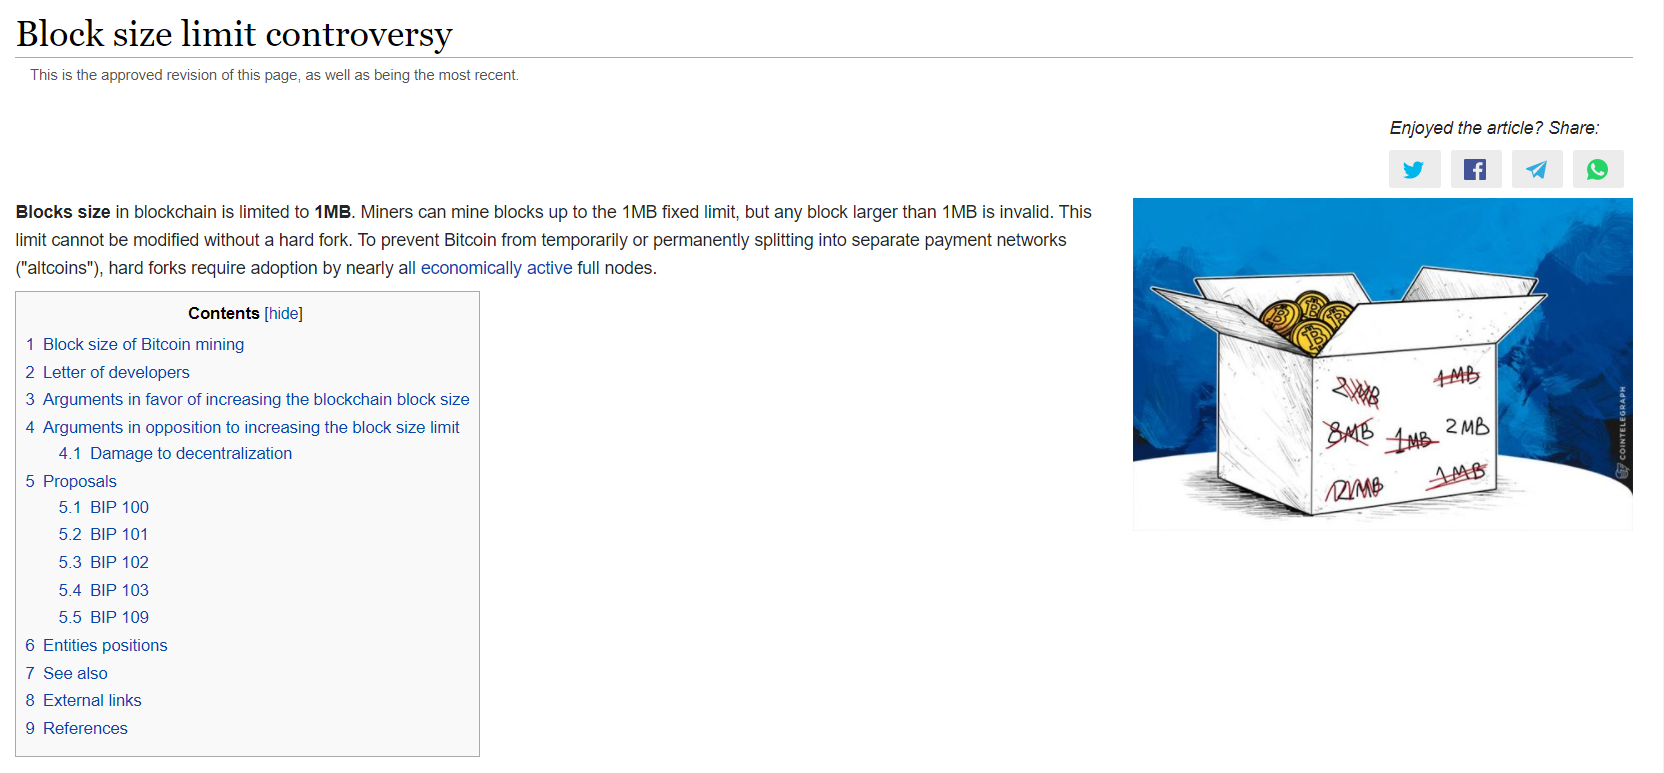 Block size limit controversy
This is the approved revision of this page, as well as being the most recent.
Enjoyed the article? Share:
Blocks size in blockchain is limited to 1MB. Miners can mine blocks up to the 1MB fixed limit, but any block larger than 1MB is invalid. This
limit cannot be modified without a hard fork. To prevent Bitcoin from temporarily or permanently splitting into separate payment networks
("altcoins"), hard forks require adoption by nearly all economically active full nodes.
Contents [hide]
1 Block size of Bitcoin mining
2 Letter of developers
3 Arguments in favor of increasing the blockchain block size
4 Arguments in opposition to increasing the block size limit
4.1 Damage to decentralization
5 Proposals
5.1 BIP 100
5.2 BIP 101
5.3 BIP 102
5.4 BIP 103
5.5 BIP 109
6 Entities positions
7 See also
8 External links
9 References
1MB
8MB
1MB
2MB
1MB
COINTELEGRAPH